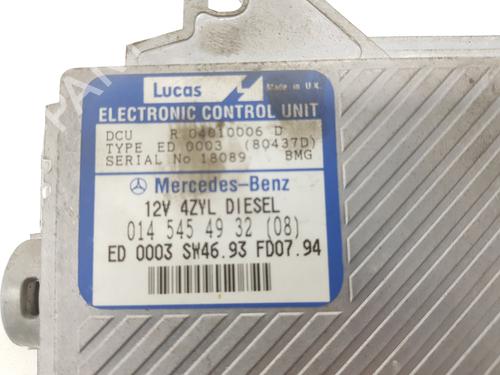 Lucas
Made in U.K.
ELECTRONIC CONTROL UNIT
DCU R 04010006 D
TYPE ED 0003 (80437D)
SERIAL No 18089 BMG
Mercedes-Benz
12V 4ZYL DIESEL
014 545 49 32 (08)
ED 0003 SW46.93 FD07.94